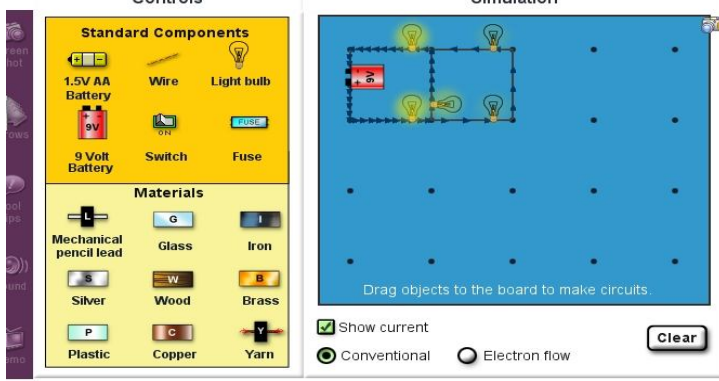 Controls
Simulation
Standard Components
1.5V AA Battery
Wire
Light bulb
9V
ON
FUSE
9 Volt Battery
Switch
Fuse
Materials
L
G
I
Mechanical pencil lead
Glass
Iron
S
W
B
Silver
Wood
Brass
P
C
Y
Plastic
Copper
Yarn
9V
Drag objects to the board to make circuits.
Show current
Conventional
Electron flow
Clear